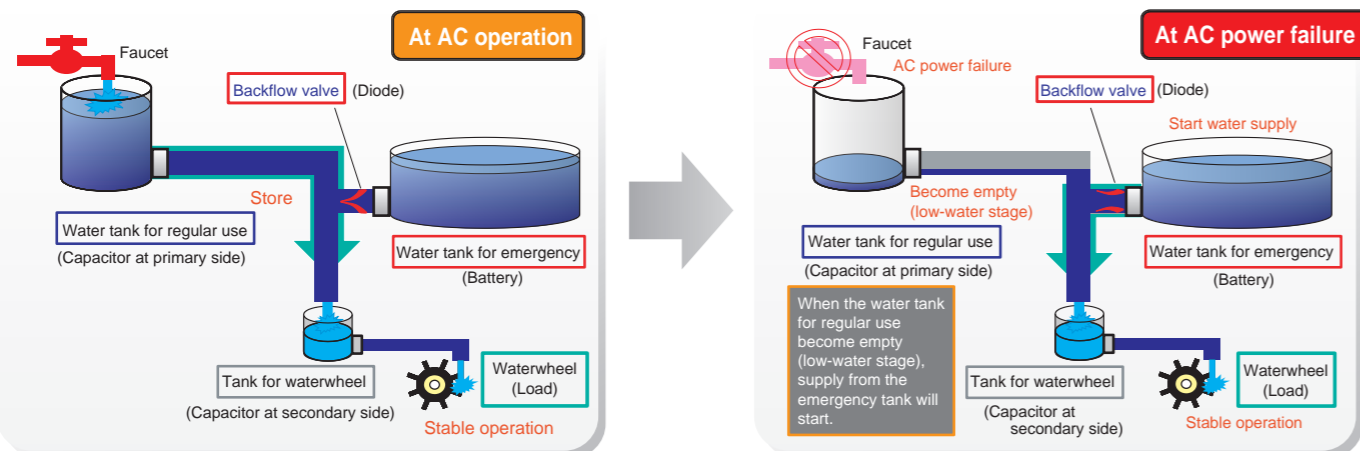 At AC operation
Faucet
Backflow valve (Diode)
Store
Water tank for regular use
(Capacitor at primary side)
Water tank for emergency
(Battery)
Tank for waterwheel
(Capacitor at secondary side)
Waterwheel
(Load)
Stable operation
At AC power failure
Faucet
AC power failure
Backflow valve (Diode)
Start water supply
Become empty
(low-water stage)
Water tank for regular use
(Capacitor at primary side)
Water tank for emergency
(Battery)
When the water tank
for regular use
become empty
(low-water stage),
supply from the
emergency tank will
start.
Tank for waterwheel
(Capacitor at
secondary side)
Waterwheel
(Load)
Stable operation